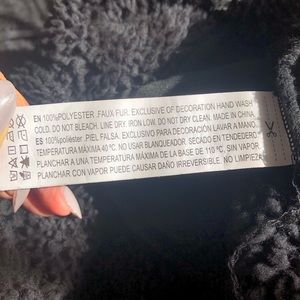 EN 100%POLYESTER .FAUX FUR. EXCLUSIVE OF DECORATION HAND WASH
COLD. DO NOT BLEACH. LINE DRY. IRON LOW. DO NOT DRY CLEAN. MADE IN CHINA.
ES 100%poliéster .PIEL FALSA. EXCLUSIVO PARA DECORACIÓN LAVAR A MANO.
TEMPERATURA MÁXIMA 40 ºC. NO USAR BLANQUEADOR. SECADO EN TENDEDERO.
PLANCHAR A UNA TEMPERATURA MÁXIMA DE LA BASE DE 110 ºC, SIN VAPOR.
PLANCHAR CON VAPOR PUEDE CAUSAR DAÑO IRREVERSIBLE. NO LIMPIEZA